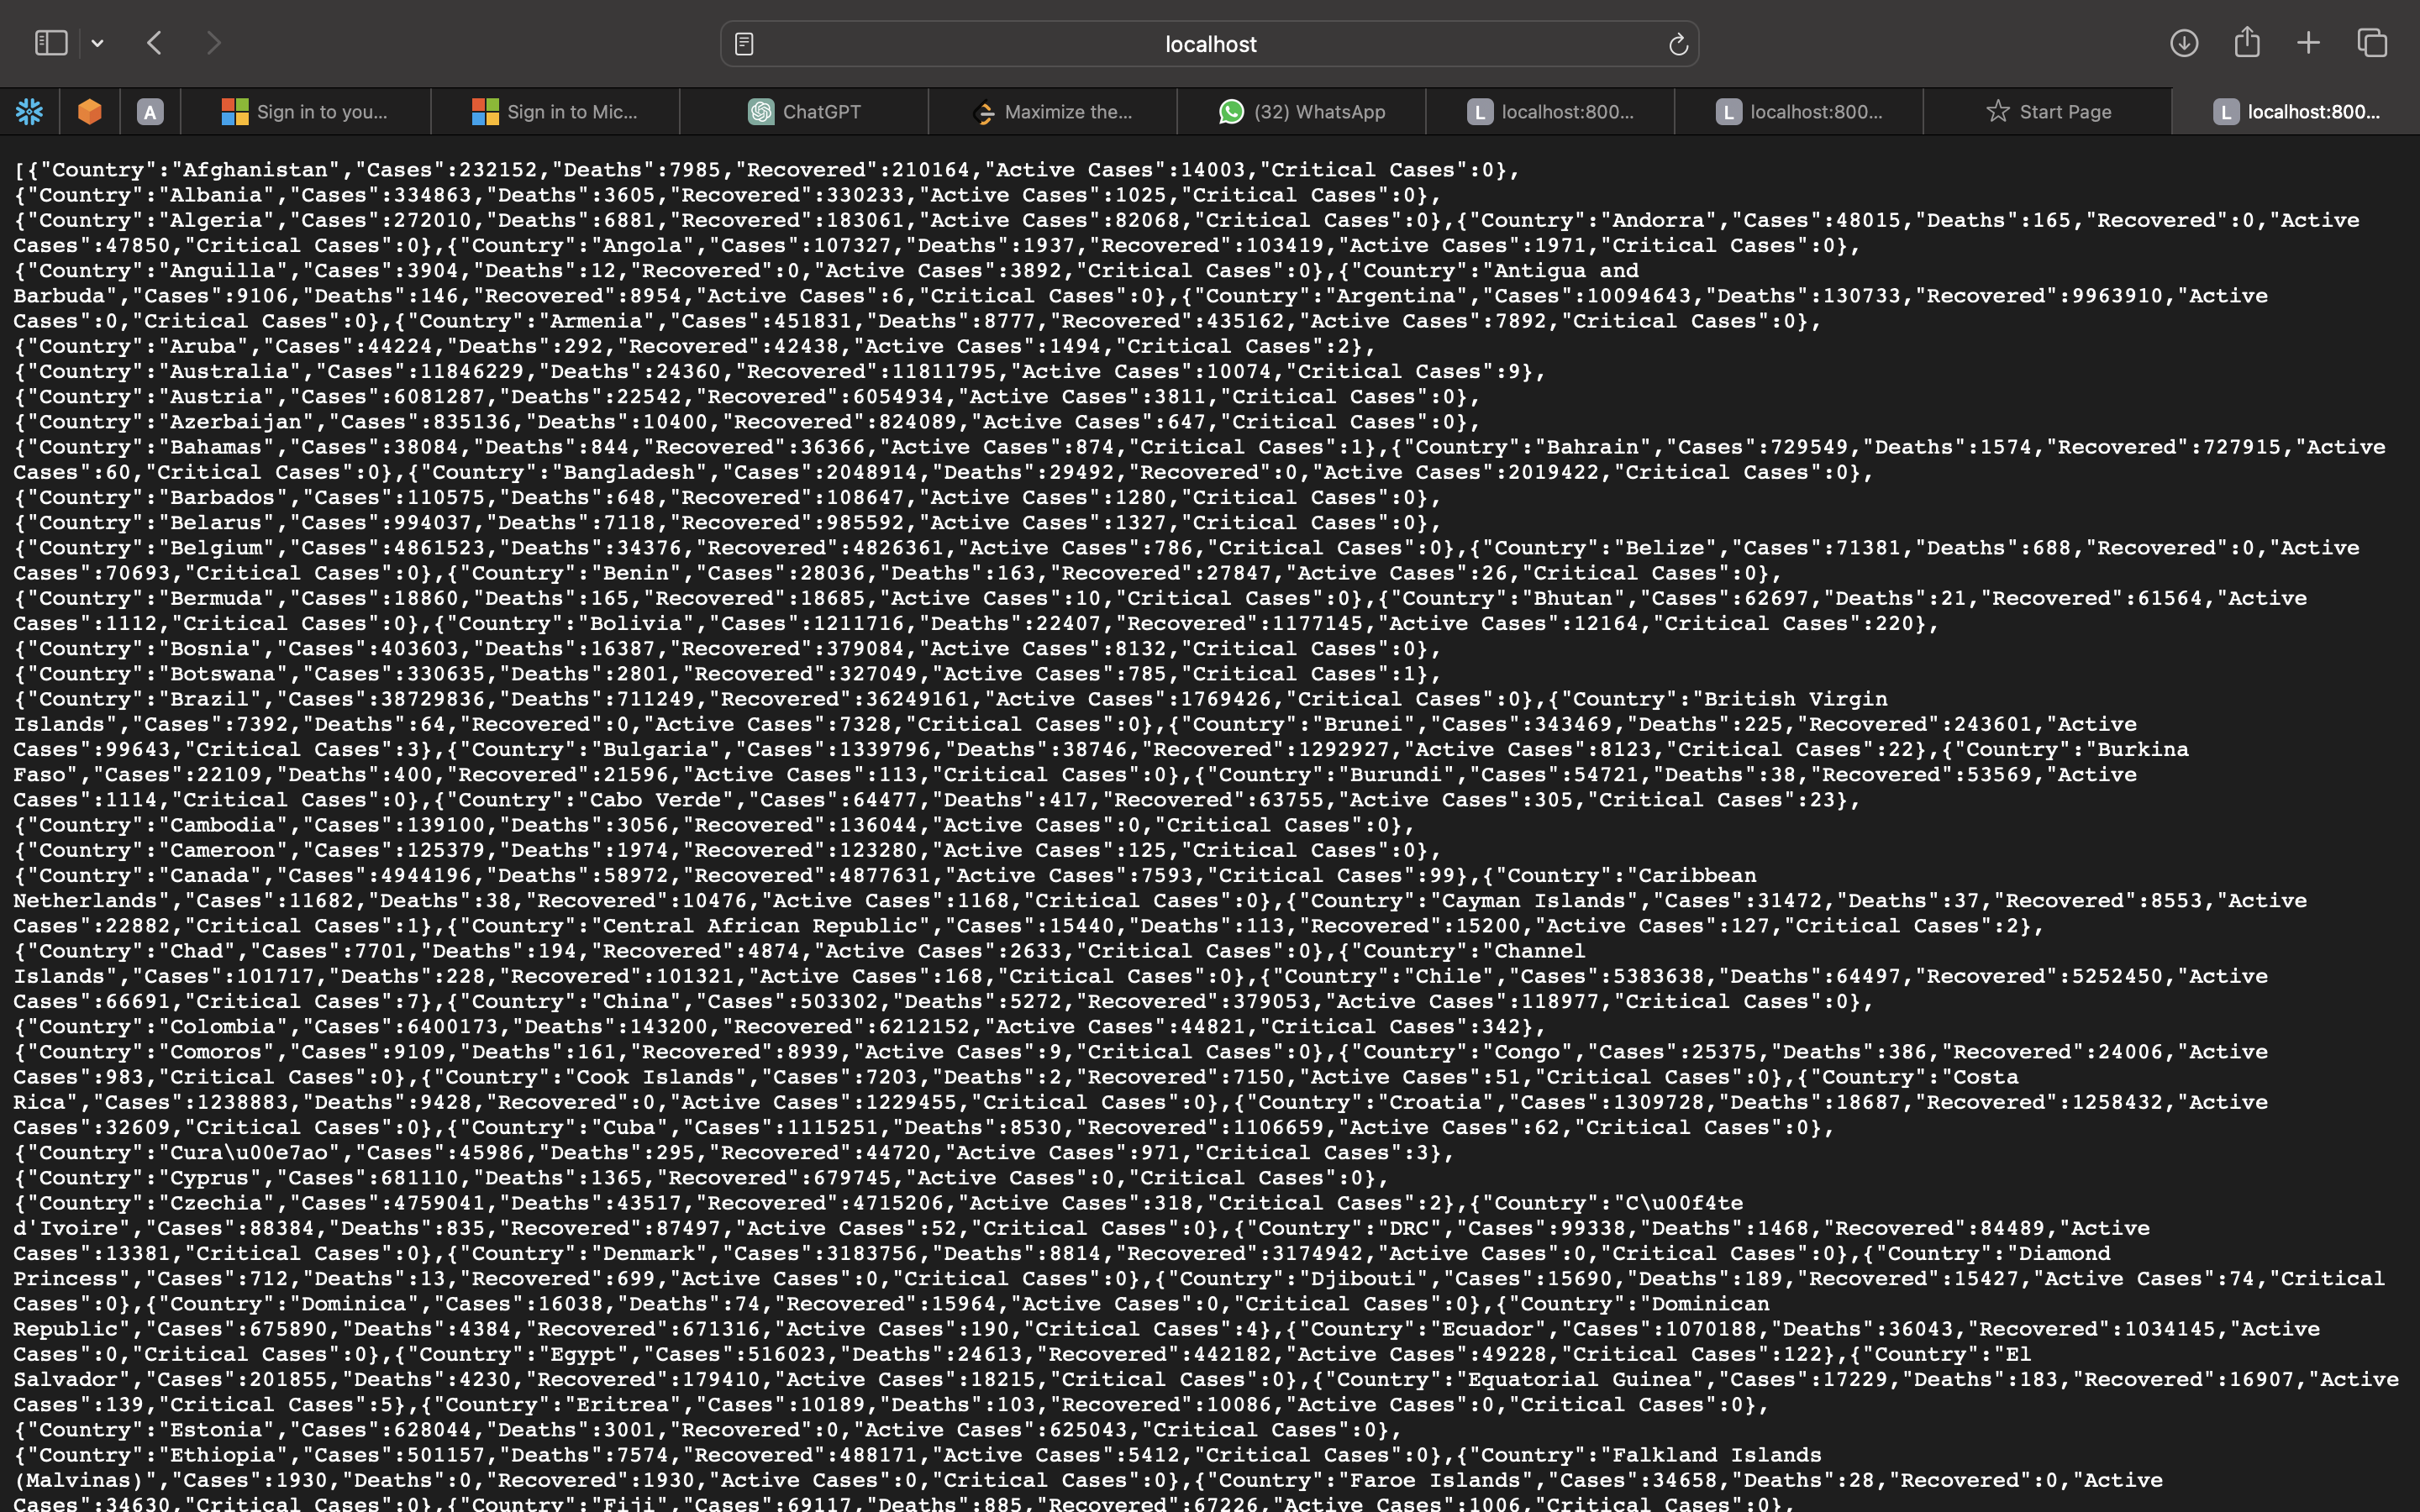 localhost
A
Sign in to you...
Sign in to Mic...
ChatGPT
Maximize the...
(32) WhatsApp
L localhost:800...
L localhost:800...
Start Page
L localhost:800...
[{"Country":"Afghanistan","Cases":232152,"Deaths":7985,"Recovered":210164,"Active Cases":14003,"Critical Cases":0},
{"Country":"Albania","Cases":334863,"Deaths":3605,"Recovered":330233,"Active Cases":1025,"Critical Cases":0},
{"Country":"Algeria","Cases":272010,"Deaths":6881,"Recovered":183061,"Active Cases":82068,"Critical Cases":0},{"Country":"Andorra","Cases":48015,"Deaths":165,"Recovered":0,"Active
Cases":47850,"Critical Cases":0},{"Country":"Angola","Cases":107327,"Deaths":1937,"Recovered":103419,"Active Cases":1971,"Critical Cases":0},
{"Country":"Anguilla","Cases":3904,"Deaths":12,"Recovered":0,"Active Cases":3892,"Critical Cases":0},{"Country":"Antigua and
Barbuda","Cases":9106,"Deaths":146,"Recovered":8954,"Active Cases":6,"Critical Cases":0},{"Country":"Argentina","Cases":10094643,"Deaths":130733,"Recovered":9963910,"Active
Cases":0,"Critical Cases":0},{"Country":"Armenia","Cases":451831,"Deaths":8777,"Recovered":435162,"Active Cases":7892,"Critical Cases":0},
{"Country":"Aruba","Cases":44224,"Deaths":292,"Recovered":42438,"Active Cases":1494,"Critical Cases":2},
{"Country":"Australia","Cases":11846229,"Deaths":24360,"Recovered":11811795,"Active Cases":10074,"Critical Cases":9},
{"Country":"Austria","Cases":6081287,"Deaths":22542,"Recovered":6054934,"Active Cases":3811,"Critical Cases":0},
{"Country":"Azerbaijan","Cases":835136,"Deaths":10400,"Recovered":824089,"Active Cases":647,"Critical Cases":0},
{"Country":"Bahamas","Cases":38084,"Deaths":844,"Recovered":36366,"Active Cases":874,"Critical Cases":1},{"Country":"Bahrain","Cases":729549,"Deaths":1574,"Recovered":727915,"Active
Cases":60,"Critical Cases":0},{"Country":"Bangladesh","Cases":2048914,"Deaths":29492,"Recovered":0,"Active Cases":2019422,"Critical Cases":0},
{"Country":"Barbados","Cases":110575,"Deaths":648,"Recovered":108647,"Active Cases":1280,"Critical Cases":0},
{"Country":"Belarus","Cases":994037,"Deaths":7118,"Recovered":985592,"Active Cases":1327,"Critical Cases":0},
{"Country":"Belgium","Cases":4861523,"Deaths":34376,"Recovered":4826361,"Active Cases":786,"Critical Cases":0},{"Country":"Belize","Cases":71381,"Deaths":688,"Recovered":0,"Active
Cases":70693,"Critical Cases":0},{"Country":"Benin","Cases":28036,"Deaths":163,"Recovered":27847,"Active Cases":26,"Critical Cases":0},
{"Country":"Bermuda","Cases":18860,"Deaths":165,"Recovered":18685,"Active Cases":10,"Critical Cases":0},{"Country":"Bhutan","Cases":62697,"Deaths":21,"Recovered":61564,"Active
Cases":1112,"Critical Cases":0},{"Country":"Bolivia","Cases":1211716,"Deaths":22407,"Recovered":1177145,"Active Cases":12164,"Critical Cases":220},
{"Country":"Bosnia","Cases":403603,"Deaths":16387,"Recovered":379084,"Active Cases":8132,"Critical Cases":0},
{"Country":"Botswana","Cases":330635,"Deaths":2801,"Recovered":327049,"Active Cases":785,"Critical Cases":1},
{"Country":"Brazil","Cases":38729836,"Deaths":711249,"Recovered":36249161,"Active Cases":1769426,"Critical Cases":0},{"Country":"British Virgin
Islands","Cases":7392,"Deaths":64,"Recovered":0,"Active Cases":7328,"Critical Cases":0},{"Country":"Brunei","Cases":343469,"Deaths":225,"Recovered":243601,"Active
Cases":99643,"Critical Cases":3},{"Country":"Bulgaria","Cases":1339796,"Deaths":38746,"Recovered":1292927,"Active Cases":8123,"Critical Cases":22},{"Country":"Burkina
Faso","Cases":22109,"Deaths":400,"Recovered":21596,"Active Cases":113,"Critical Cases":0},{"Country":"Burundi","Cases":54721,"Deaths":38,"Recovered":53569,"Active
Cases":1114,"Critical Cases":0},{"Country":"Cabo Verde","Cases":64477,"Deaths":417,"Recovered":63755,"Active Cases":305,"Critical Cases":23},
{"Country":"Cambodia","Cases":139100,"Deaths":3056,"Recovered":136044,"Active Cases":0,"Critical Cases":0},
{"Country":"Cameroon","Cases":125379,"Deaths":1974,"Recovered":123280,"Active Cases":125,"Critical Cases":0},
{"Country":"Canada","Cases":4944196,"Deaths":58972,"Recovered":4877631,"Active Cases":7593,"Critical Cases":99},{"Country":"Caribbean
Netherlands","Cases":11682,"Deaths":38,"Recovered":10476,"Active Cases":1168,"Critical Cases":0},{"Country":"Cayman Islands","Cases":31472,"Deaths":37,"Recovered":8553,"Active
Cases":22882,"Critical Cases":1},{"Country":"Central African Republic","Cases":15440,"Deaths":113,"Recovered":15200,"Active Cases":127,"Critical Cases":2},
{"Country":"Chad","Cases":7701,"Deaths":194,"Recovered":4874,"Active Cases":2633,"Critical Cases":0},{"Country":"Channel
Islands","Cases":101717,"Deaths":228,"Recovered":101321,"Active Cases":168,"Critical Cases":0},{"Country":"Chile","Cases":5383638,"Deaths":64497,"Recovered":5252450,"Active
Cases":66691,"Critical Cases":7},{"Country":"China","Cases":503302,"Deaths":5272,"Recovered":379053,"Active Cases":118977,"Critical Cases":0},
{"Country":"Colombia","Cases":6400173,"Deaths":143200,"Recovered":6212152,"Active Cases":44821,"Critical Cases":342},
{"Country":"Comoros","Cases":9109,"Deaths":161,"Recovered":8939,"Active Cases":9,"Critical Cases":0},{"Country":"Congo","Cases":25375,"Deaths":386,"Recovered":24006,"Active
Cases":983,"Critical Cases":0},{"Country":"Cook Islands","Cases":7203,"Deaths":2,"Recovered":7150,"Active Cases":51,"Critical Cases":0},{"Country":"Costa
Rica","Cases":1238883,"Deaths":9428,"Recovered":0,"Active Cases":1229455,"Critical Cases":0},{"Country":"Croatia","Cases":1309728,"Deaths":18687,"Recovered":1258432,"Active
Cases":32609,"Critical Cases":0},{"Country":"Cuba","Cases":1115251,"Deaths":8530,"Recovered":1106659,"Active Cases":62,"Critical Cases":0},
{"Country":"Cura\u00e7ao","Cases":45986,"Deaths":295,"Recovered":44720,"Active Cases":971,"Critical Cases":3},
{"Country":"Cyprus","Cases":681110,"Deaths":1365,"Recovered":679745,"Active Cases":0,"Critical Cases":0},
{"Country":"Czechia","Cases":4759041,"Deaths":43517,"Recovered":4715206,"Active Cases":318,"Critical Cases":2},{"Country":"C\u00f4te
d'Ivoire","Cases":88384,"Deaths":835,"Recovered":87497,"Active Cases":52,"Critical Cases":0},{"Country":"DRC","Cases":99338,"Deaths":1468,"Recovered":84489,"Active
Cases":13381,"Critical Cases":0},{"Country":"Denmark","Cases":3183756,"Deaths":8814,"Recovered":3174942,"Active Cases":0,"Critical Cases":0},{"Country":"Diamond
Princess","Cases":712,"Deaths":13,"Recovered":699,"Active Cases":0,"Critical Cases":0},{"Country":"Djibouti","Cases":15690,"Deaths":189,"Recovered":15427,"Active Cases":74,"Critical
Cases":0},{"Country":"Dominica","Cases":16038,"Deaths":74,"Recovered":15964,"Active Cases":0,"Critical Cases":0},{"Country":"Dominican
Republic","Cases":675890,"Deaths":4384,"Recovered":671316,"Active Cases":190,"Critical Cases":4},{"Country":"Ecuador","Cases":1070188,"Deaths":36043,"Recovered":1034145,"Active
Cases":0,"Critical Cases":0},{"Country":"Egypt","Cases":516023,"Deaths":24613,"Recovered":442182,"Active Cases":49228,"Critical Cases":122},{"Country":"El
Salvador","Cases":201855,"Deaths":4230,"Recovered":179410,"Active Cases":18215,"Critical Cases":0},{"Country":"Equatorial Guinea","Cases":17229,"Deaths":183,"Recovered":16907,"Active
Cases":139,"Critical Cases":5},{"Country":"Eritrea","Cases":10189,"Deaths":103,"Recovered":10086,"Active Cases":0,"Critical Cases":0},
{"Country":"Estonia","Cases":628044,"Deaths":3001,"Recovered":0,"Active Cases":625043,"Critical Cases":0},
{"Country":"Ethiopia","Cases":501157,"Deaths":7574,"Recovered":488171,"Active Cases":5412,"Critical Cases":0},{"Country":"Falkland Islands
(Malvinas)","Cases":1930,"Deaths":0,"Recovered":1930,"Active Cases":0,"Critical Cases":0},{"Country":"Faroe Islands","Cases":34658,"Deaths":28,"Recovered":0,"Active
Cases":34630,"Critical Cases":0},{"Country":"Fiji","Cases":69117,"Deaths":885,"Recovered":67226,"Active Cases":1006,"Critical Cases":0},